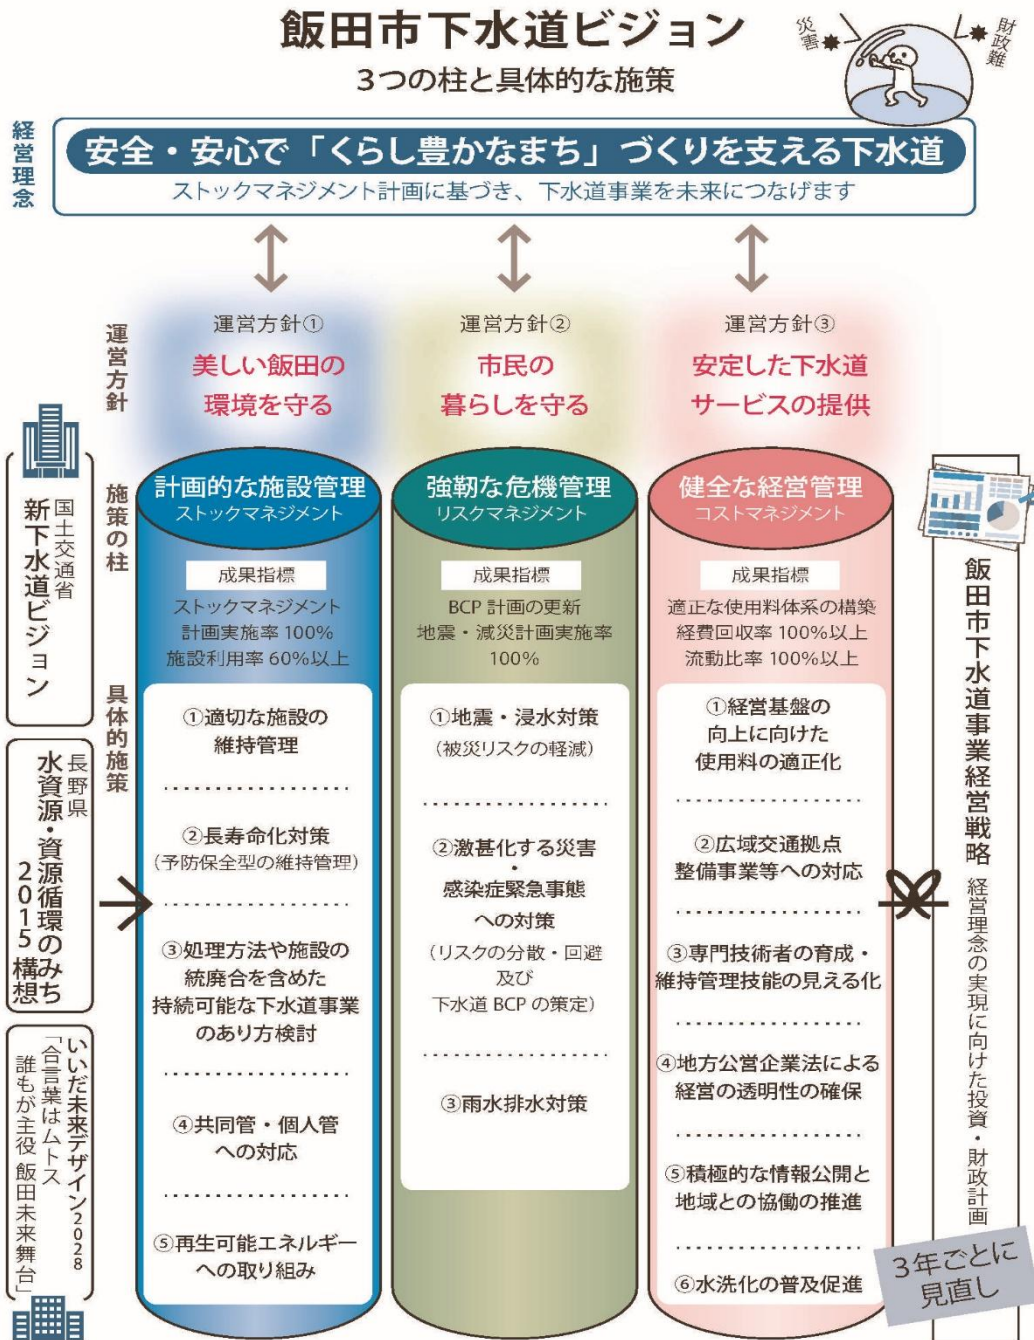 飯田市下水道ビジョン
3つの柱と具体的な施策
災害
財政難
経営理念
安全・安心で「くらし豊かなまち」づくりを支える下水道
ストックマネジメント計画に基づき、下水道事業を未来につなげます
運営方針
運営方針①
美しい飯田の
環境を守る
運営方針②
市民の
暮らしを守る
運営方針③
安定した下水道
サービスの提供
施策の柱
計画的な施設管理
ストックマネジメント
成果指標
ストックマネジメント
計画実施率 100%
施設利用率 60%以上
強靭な危機管理
リスクマネジメント
成果指標
BCP 計画の更新
地震・減災計画実施率
100%
健全な経営管理
コストマネジメント
成果指標
適正な使用料体系の構築
経費回収率 100%以上
流動比率 100%以上
具体的施策
①適切な施設の
維持管理
②長寿命化対策
(予防保全型の維持管理)
③処理方法や施設の
統廃合を含めた
持続可能な下水道事業
のあり方検討
④共同管・個人管
への対応
⑤再生可能エネルギー
への取り組み
①地震・浸水対策
(被災リスクの軽減)
②激甚化する災害
・
感染症緊急事態
への対策
(リスクの分散・回避
及び
下水道 BCP の策定)
③雨水排水対策
①経営基盤の
向上に向けた
使用料の適正化
②広域交通拠点
整備事業等への対応
③専門技術者の育成・
維持管理技能の見える化
④地方公営企業法による
経営の透明性の確保
⑤積極的な情報公開と
地域との協働の推進
⑥水洗化の普及促進
国土交通省
新下水道ビジョン
長野県
水資源・資源循環のみち
2015構想
いいだ未来デザイン2028
「合言葉はムトス
誰もが主役 飯田未来舞台」
飯田市下水道事業経営戦略
経営理念の実現に向けた投資・財政計画
3年ごとに
見直し